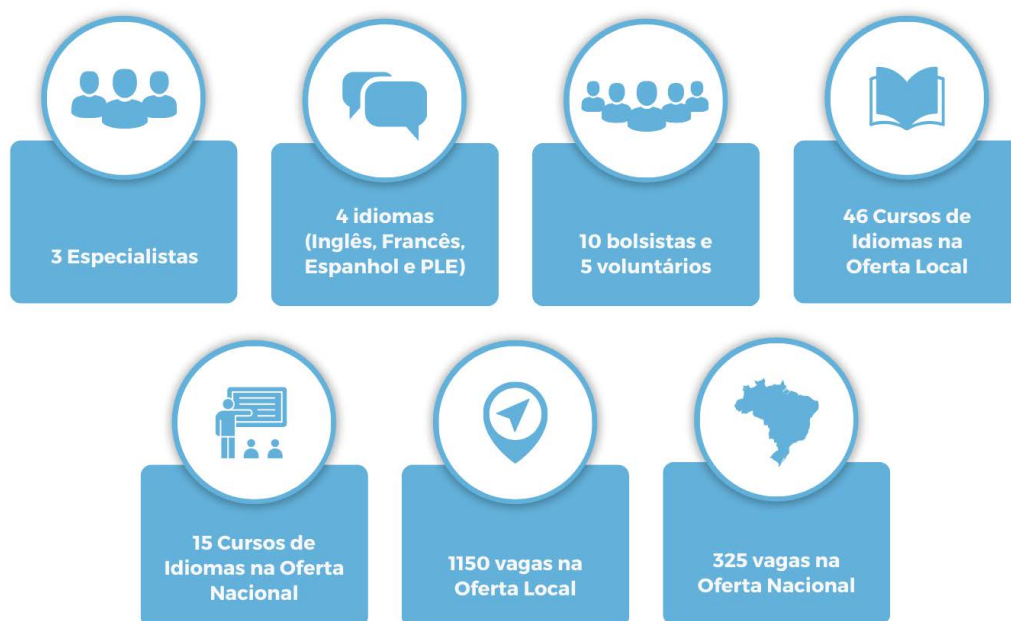 3 Especialistas
4 idiomas
(Inglês, Francês,
Espanhol e PLE)
10 bolsistas e
5 voluntários
46 Cursos de
Idiomas na
Oferta Local
15 Cursos de
Idiomas na Oferta
Nacional
1150 vagas na
Oferta Local
325 vagas na
Oferta Nacional